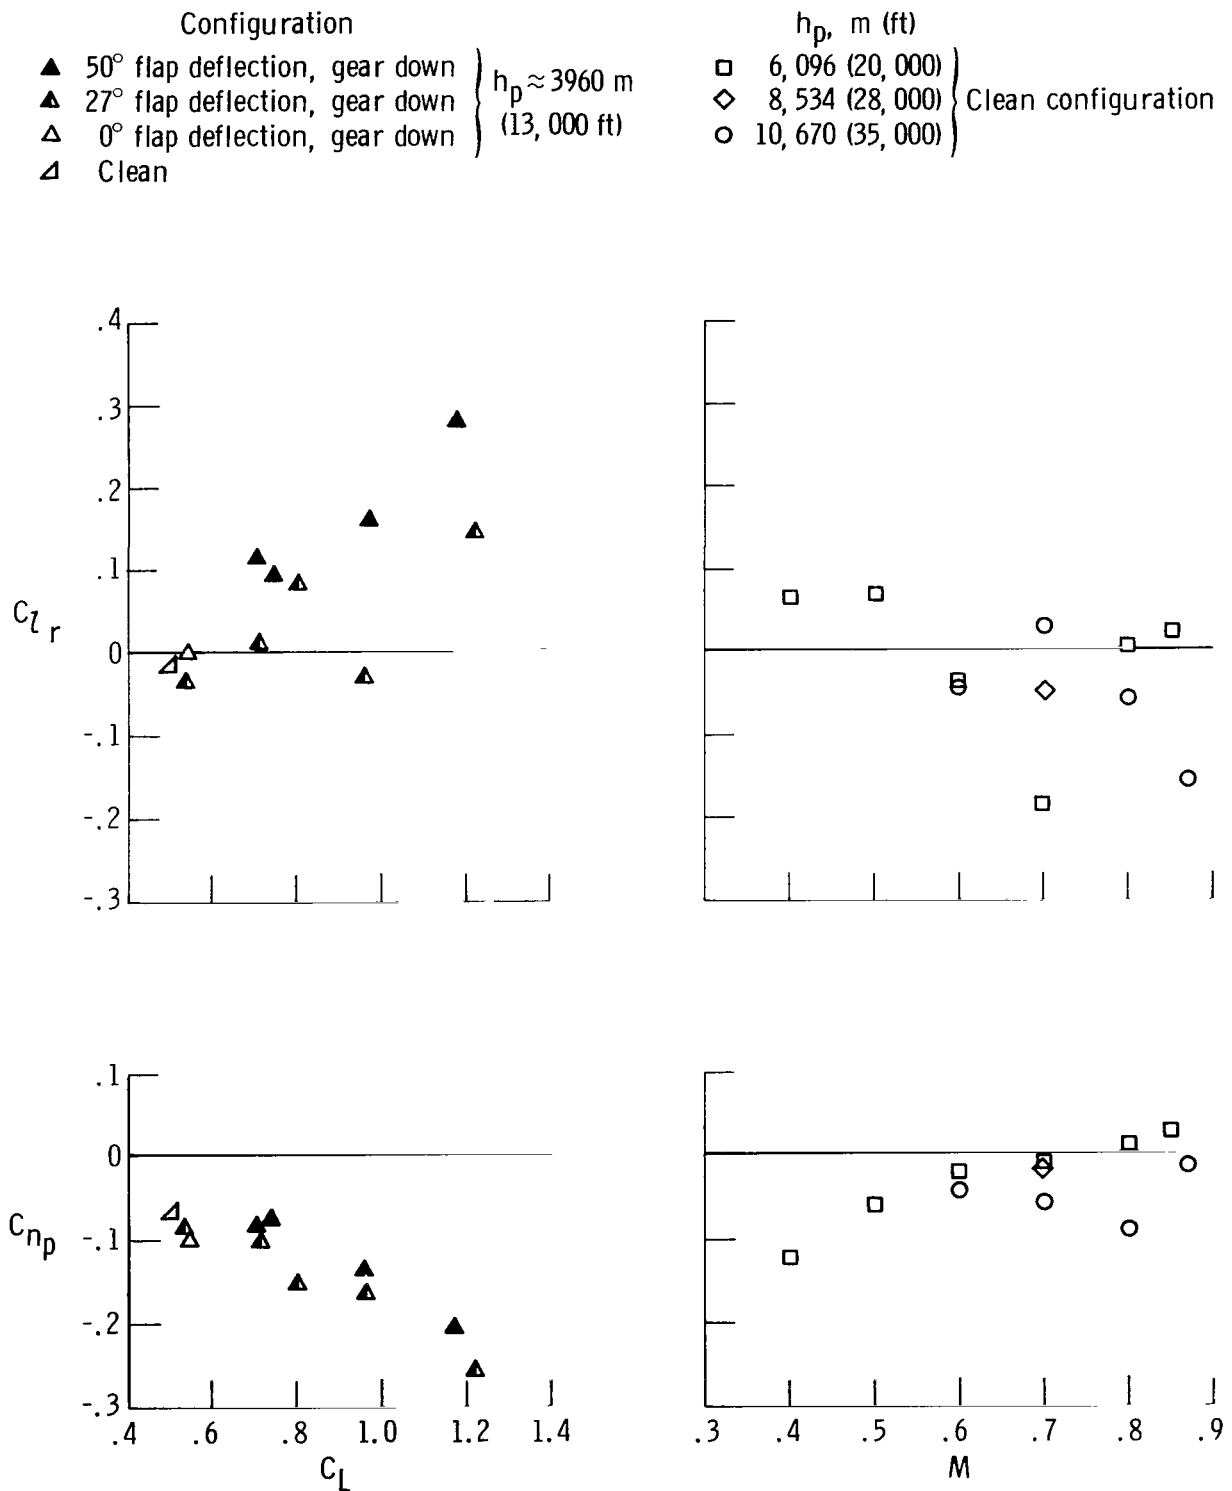 Configuration
50° flap deflection, gear down
27° flap deflection, gear down
0° flap deflection, gear down
Clean
h_p ≈ 3960 m
(13,000 ft)
h_p, m (ft)
6,096 (20,000)
8,534 (28,000)
10,670 (35,000)
Clean configuration
.4
.3
.2
.1
0
-.1
-.2
-.3
C_l_r
.1
0
-.1
-.2
-.3
C_n_p
.4 .6 .8 1.0 1.2 1.4
C_L
.3 .4 .5 .6 .7 .8 .9
M